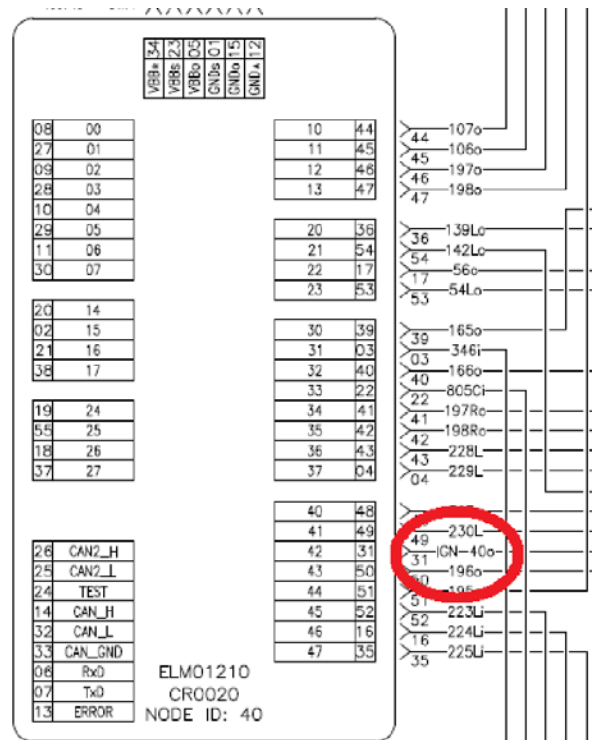 34 23 05 01 15 12
VBBs VBBo GNDs GNDo
08 00
27 01
09 02
28 03
10 04
29 05
11 06
30 07
20 14
02 15
21 16
38 17
19 24
55 25
18 26
37 27
26 CAN2_H
25 CAN2_L
24 TEST
14 CAN_H
32 CAN_L
33 CAN_GND
06 RxD
07 TxD
13 ERROR
10 44
11 45
12 46
13 47
20 36
21 54
22 17
23 53
30 39
31 03
32 40
33 22
34 41
35 42
36 43
37 04
40 48
41 49
42 31
43 50
44 51
45 52
46 16
47 35
ELM01210
CR0020
NODE ID: 40
44 107o
45 106o
46 197o
47 198o
36 139Lo
54 142Lo
17 56o
53 54Lo
39 165o
03 346i
40 166o
22 805Ci
41 197Ro
42 198Ro
43 228L
04 229L
49 230L
31 IGN-40o
50 196o
51
52 223Li
16 224Li
35 225Li